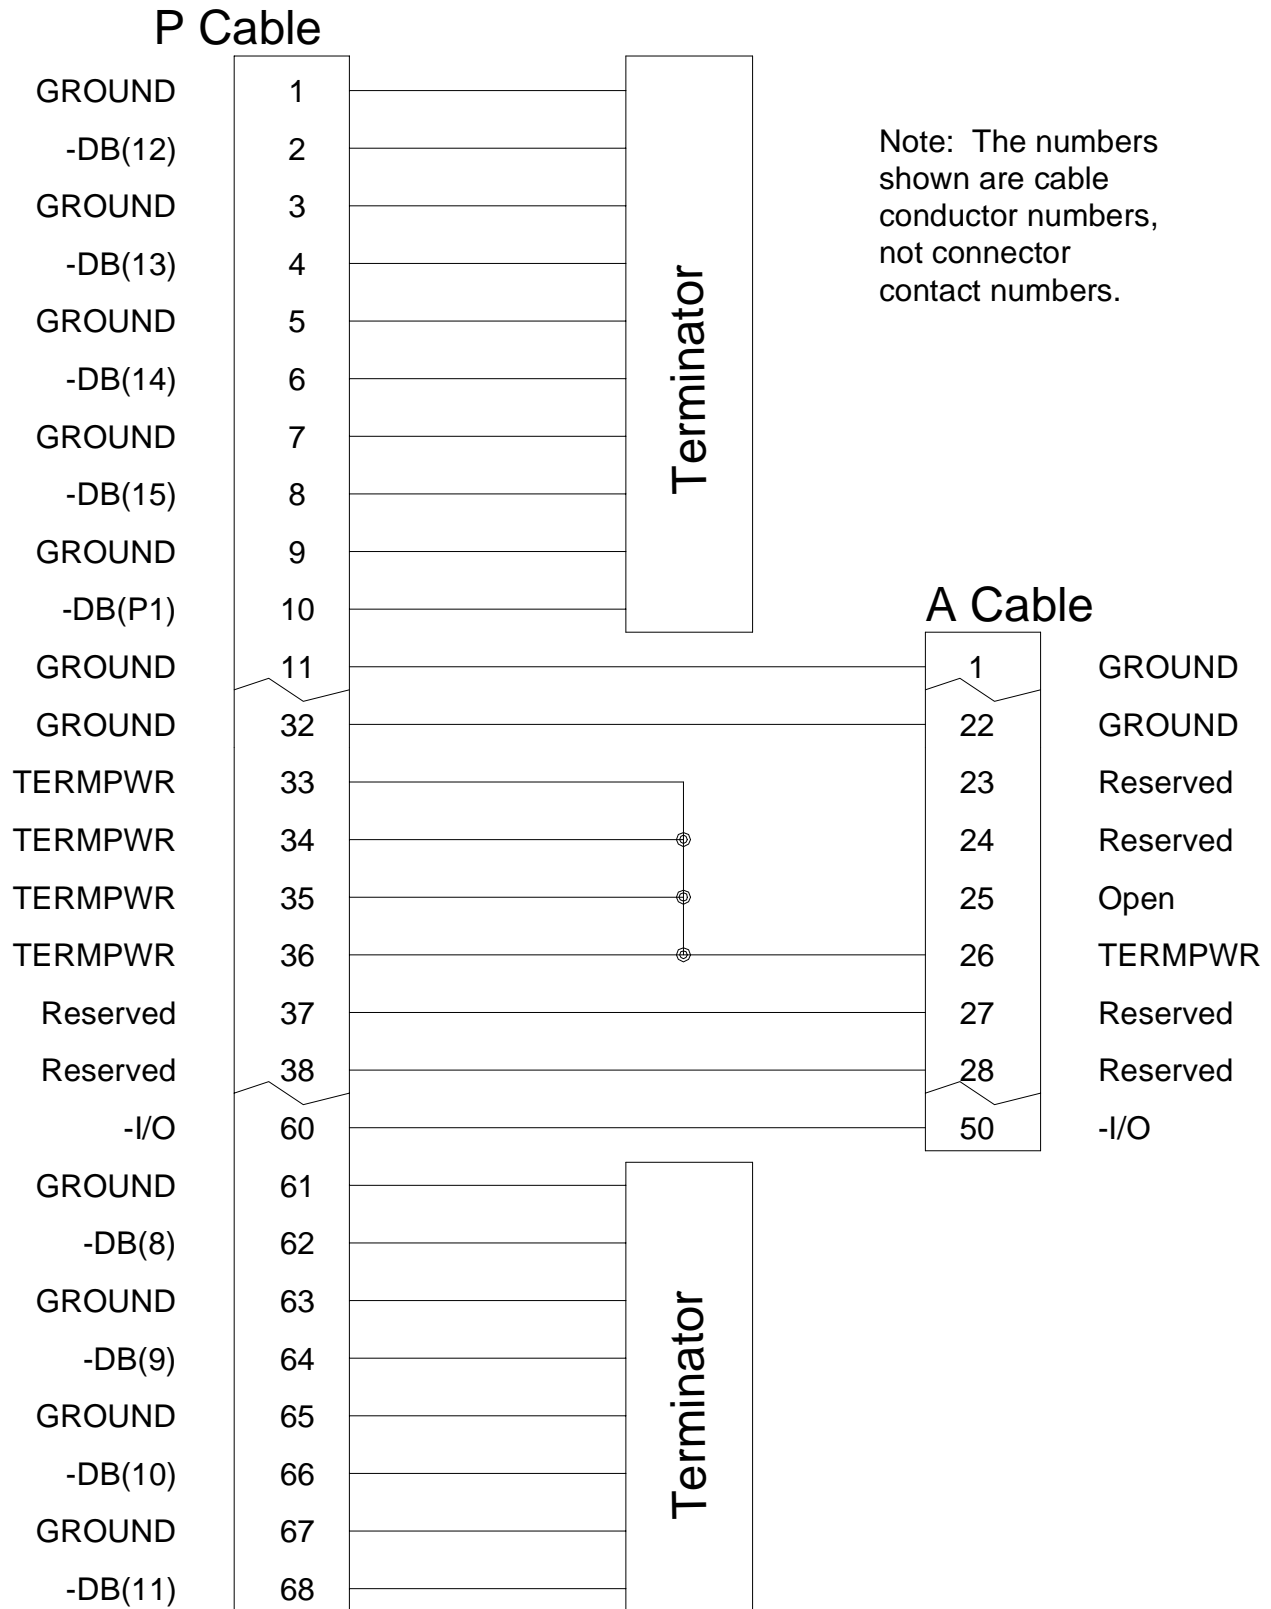 P Cable
GROUND 1
-DB(12) 2
GROUND 3
-DB(13) 4
GROUND 5
-DB(14) 6
GROUND 7
-DB(15) 8
GROUND 9
-DB(P1) 10
Terminator
Note: The numbers
shown are cable
conductor numbers,
not connector
contact numbers.
A Cable
GROUND 11 1 GROUND
GROUND 32 22 GROUND
TERMPWR 33 23 Reserved
TERMPWR 34 24 Reserved
TERMPWR 35 25 Open
TERMPWR 36 26 TERMPWR
Reserved 37 27 Reserved
Reserved 38 28 Reserved
-I/O 60 50 -I/O
GROUND 61
-DB(8) 62
GROUND 63
-DB(9) 64
GROUND 65
-DB(10) 66
GROUND 67
-DB(11) 68
Terminator